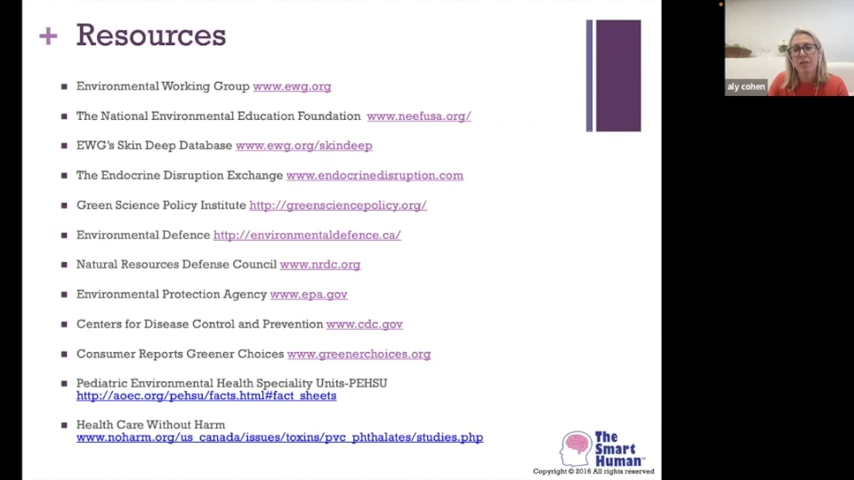 + Resources
aly cohen
■ Environmental Working Group www.ewg.org
■ The National Environmental Education Foundation www.neefusa.org/
■ EWG's Skin Deep Database www.ewg.org/skindeep
■ The Endocrine Disruption Exchange www.endocrinedisruption.com
■ Green Science Policy Institute http://greensciencepolicy.org/
■ Environmental Defence http://environmentaldefence.ca/
■ Natural Resources Defense Council www.nrdc.org
■ Environmental Protection Agency www.epa.gov
■ Centers for Disease Control and Prevention www.cdc.gov
■ Consumer Reports Greener Choices www.greenerchoices.org
■ Pediatric Environmental Health Speciality Units-PEHSU
http://aoec.org/pehsu/facts.html#fact_sheets
■ Health Care Without Harm
www.noharm.org/us_canada/issues/toxins/pvc_phthalates/studies.php
The
Smart
Human™
Copyright © 2016 All rights reserved